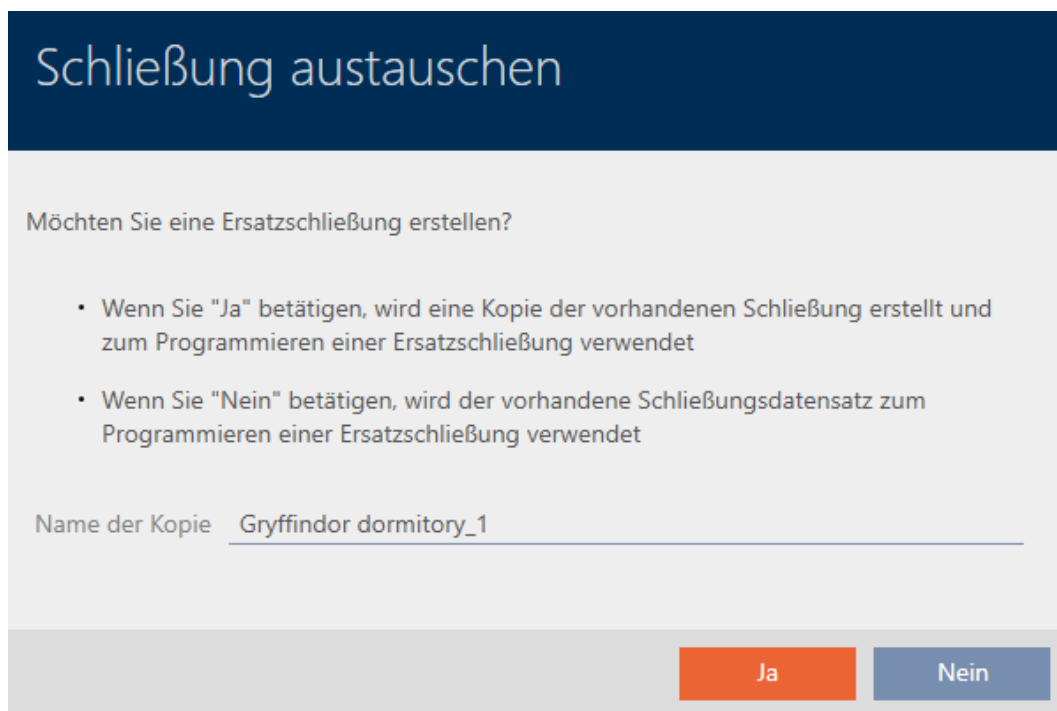 Schließung austauschen
Möchten Sie eine Ersatzschließung erstellen?
• Wenn Sie "Ja" betätigen, wird eine Kopie der vorhandenen Schließung erstellt und
zum Programmieren einer Ersatzschließung verwendet
• Wenn Sie "Nein" betätigen, wird der vorhandene Schließungsdatensatz zum
Programmieren einer Ersatzschließung verwendet
Name der Kopie Gryffindor dormitory_1
Ja Nein